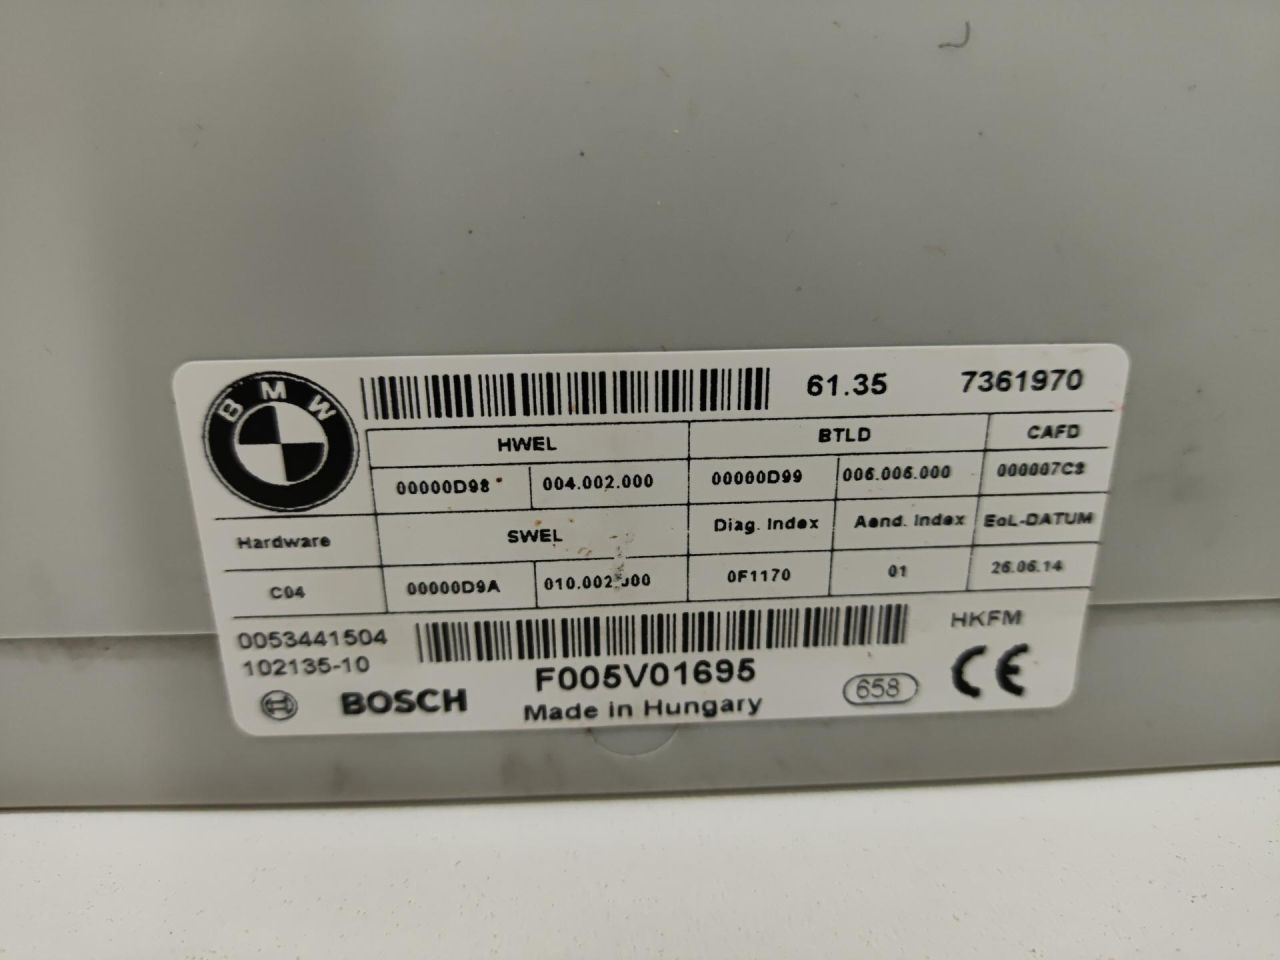 BMW
61.35 7361970
HWEL BTLD CAFD
00000D98 004.002.000 00000D99 006.006.000
Hardware SWEL Diag. Index Aend. Index EoL-DATUM
C04 00000D9A 0F1170 01 26.06.14
0053441504 HKFM
102135-10
F005V01695
BOSCH Made in Hungary 658 CE